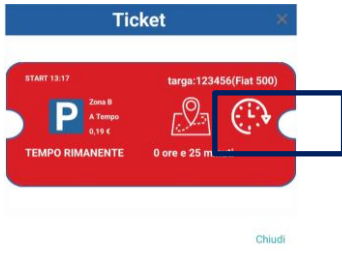 Ticket ×
START 13:17 targa:123456(Fiat 500)
P
Zona B
A Tempo
0,19 €
TEMPO RIMANENTE 0 ore e 25
Chiudi